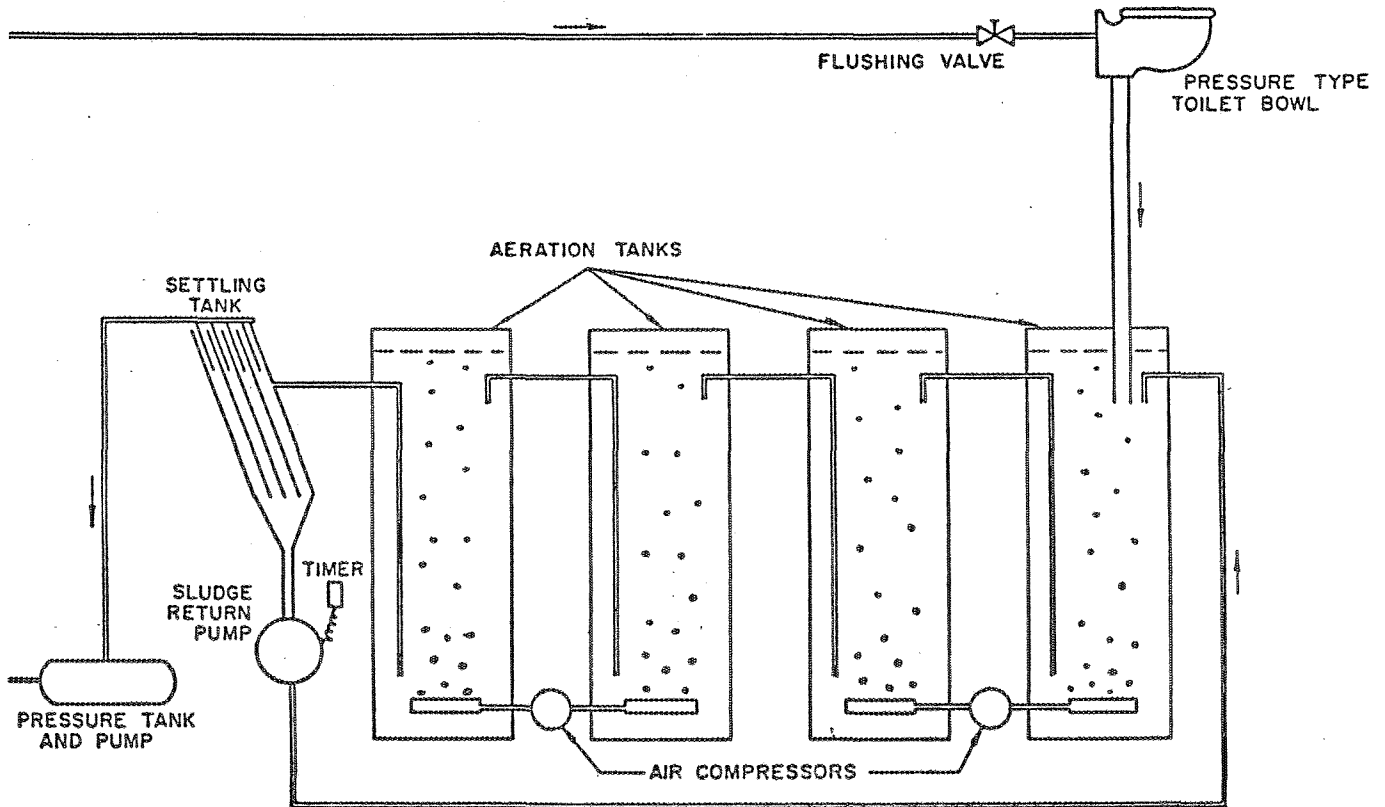 FLUSHING VALVE
PRESSURE TYPE
TOILET BOWL
AERATION TANKS
SETTLING
TANK
TIMER
SLUDGE
RETURN
PUMP
PRESSURE TANK
AND PUMP
AIR COMPRESSORS